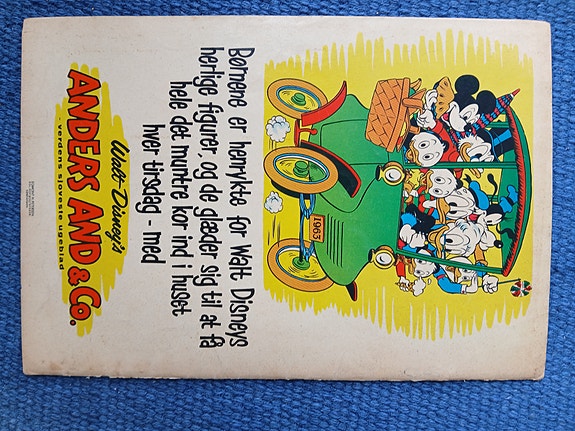 1963
Børnene er henrykte for Walt Disneys
herlige figurer, og de glæder sig til at få
hele det muntre kor ind i huset
hver tirsdag - med
Walt Disney's
ANDERS AND & Co.
- verdens sjoveste ugeblad